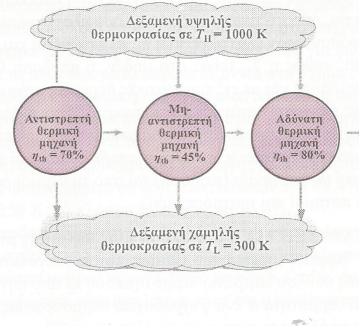 Δεξαμενή υψηλής
θερμοκρασίας σε T_H = 1000 K
Αντιστρεπτή
θερμική
μηχανή
η_th = 70%
Μη-
αντιστρεπτή
θερμική
μηχανή
η_th = 45%
Αδύνατη
θερμική
μηχανή
η_th = 80%
Δεξαμενή χαμηλής
θερμοκρασίας σε T_L = 300 K